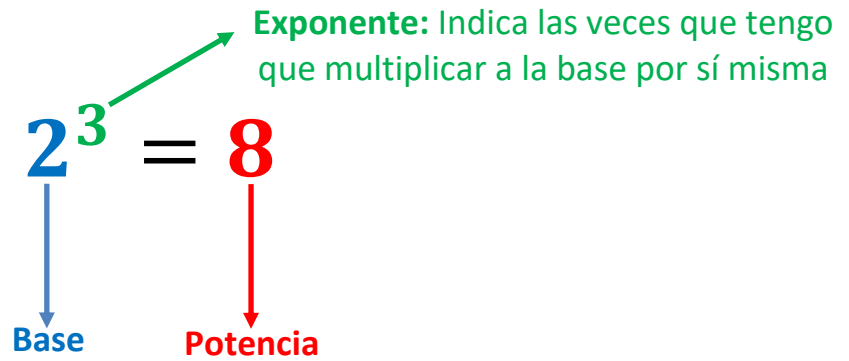 Exponente: Indica las veces que tengo
que multiplicar a la base por sí misma
2³ = 8
Base Potencia